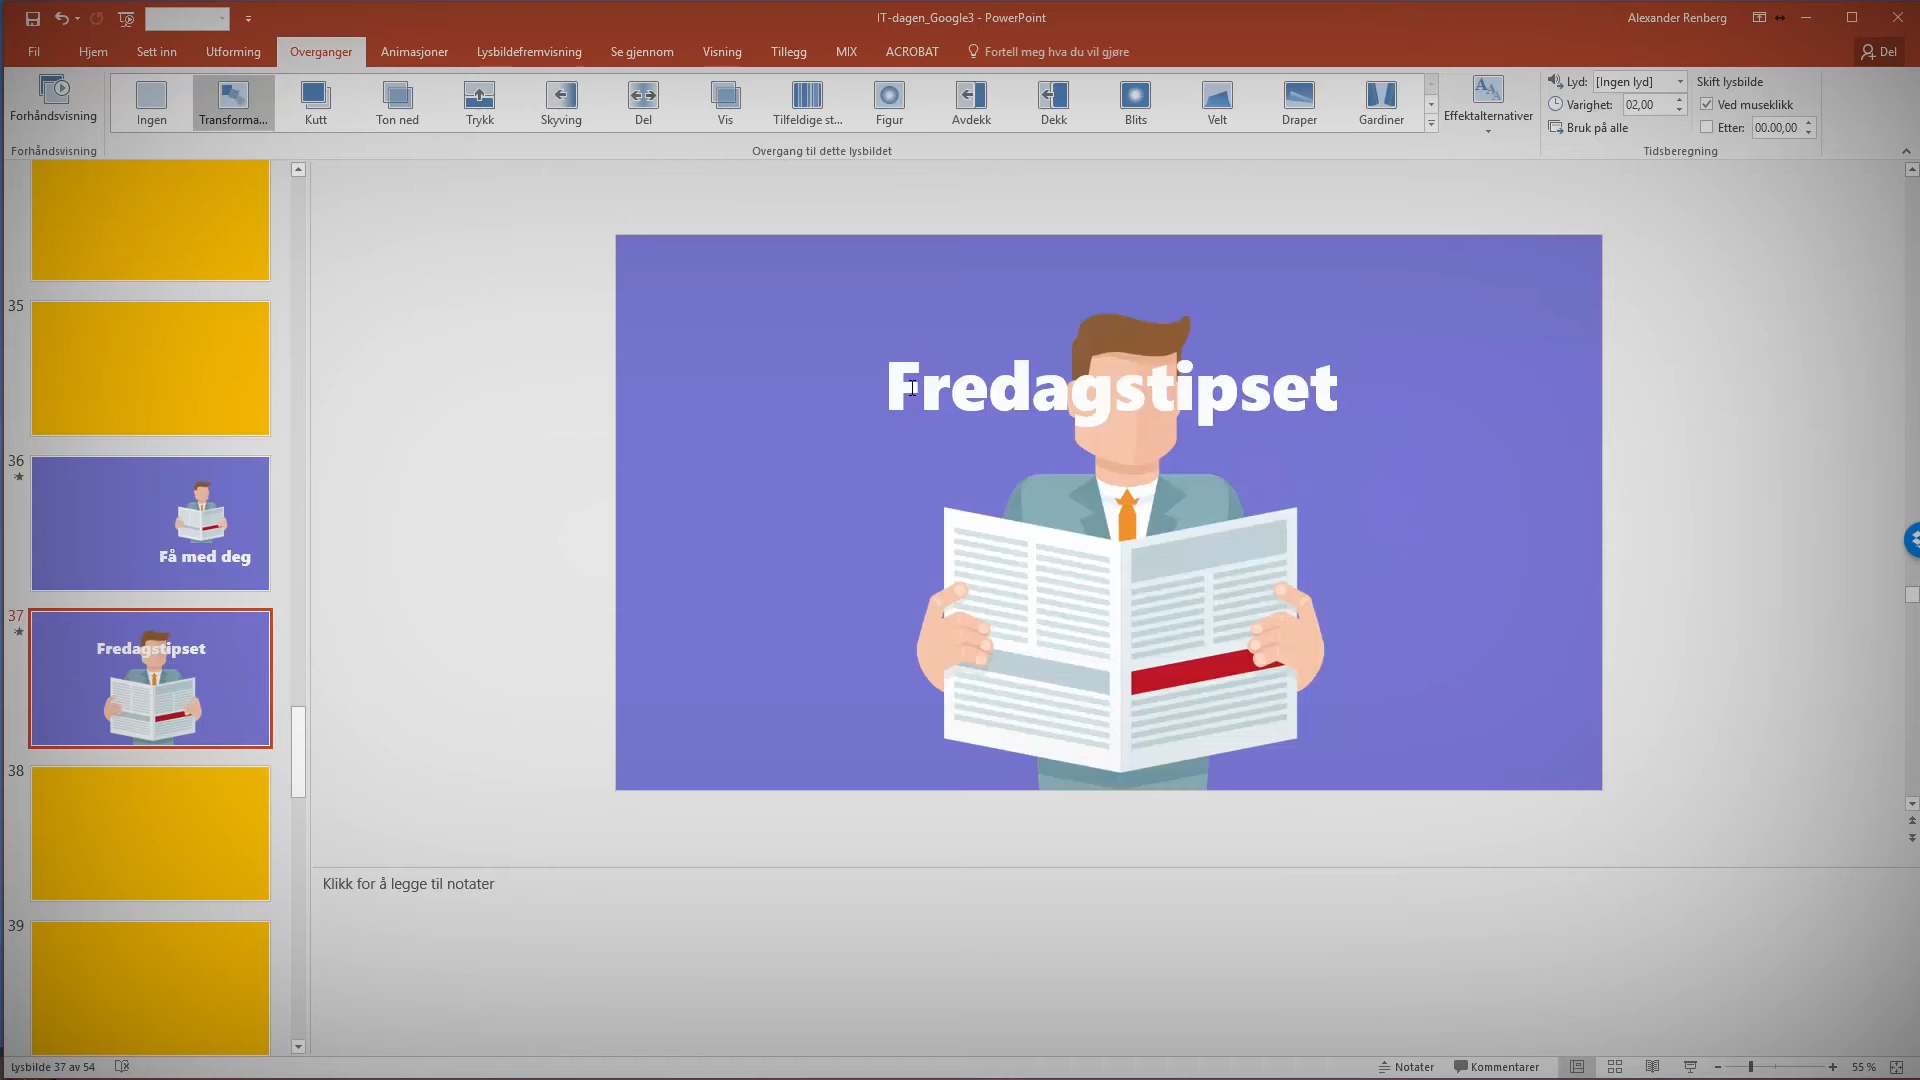 IT-dagen_Google3 - PowerPoint
Alexander Renberg
Fil Hjem Sett inn Utforming Overganger Animasjoner Lysbildefremvisning Se gjennom Visning Tillegg MIX ACROBAT Fortell meg hva du vil gjøre
Del
Forhåndsvisning
Forhåndsvisning
Ingen Transforma... Kutt Ton ned Trykk Skyving Del Vis Tilfeldige st... Figur Avdekk Dekk Blits Velt Draper Gardiner
Overgang til dette lysbildet
Effektalternativer
Lyd: [Ingen lyd]
Varighet: 02,00
Bruk på alle
Skift lysbilde
Ved museklikk
Etter: 00.00,00
Tidsberegning
35
36
Få med deg
37
Fredagstipset
38
39
Fredagstipset
Klikk for å legge til notater
Lysbilde 37 av 54
Notater Kommentarer 55 %